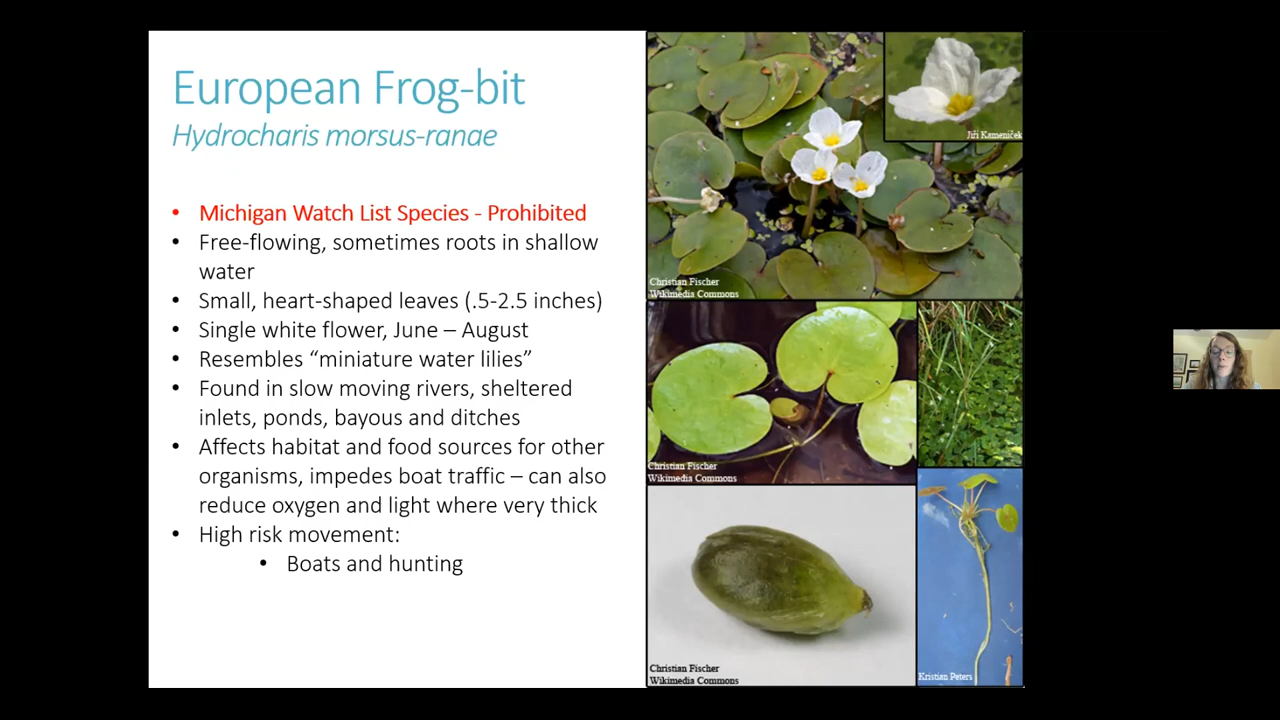 European Frog-bit
Hydrocharis morsus-ranae
• Michigan Watch List Species - Prohibited
• Free-flowing, sometimes roots in shallow
water
• Small, heart-shaped leaves (.5-2.5 inches)
• Single white flower, June – August
• Resembles “miniature water lilies”
• Found in slow moving rivers, sheltered
inlets, ponds, bayous and ditches
• Affects habitat and food sources for other
organisms, impedes boat traffic – can also
reduce oxygen and light where very thick
• High risk movement:
• Boats and hunting
Jiří Kameníček
Christian Fischer
Wikimedia Commons
Christian Fischer
Wikimedia Commons
Christian Fischer
Wikimedia Commons
Kristian Peters